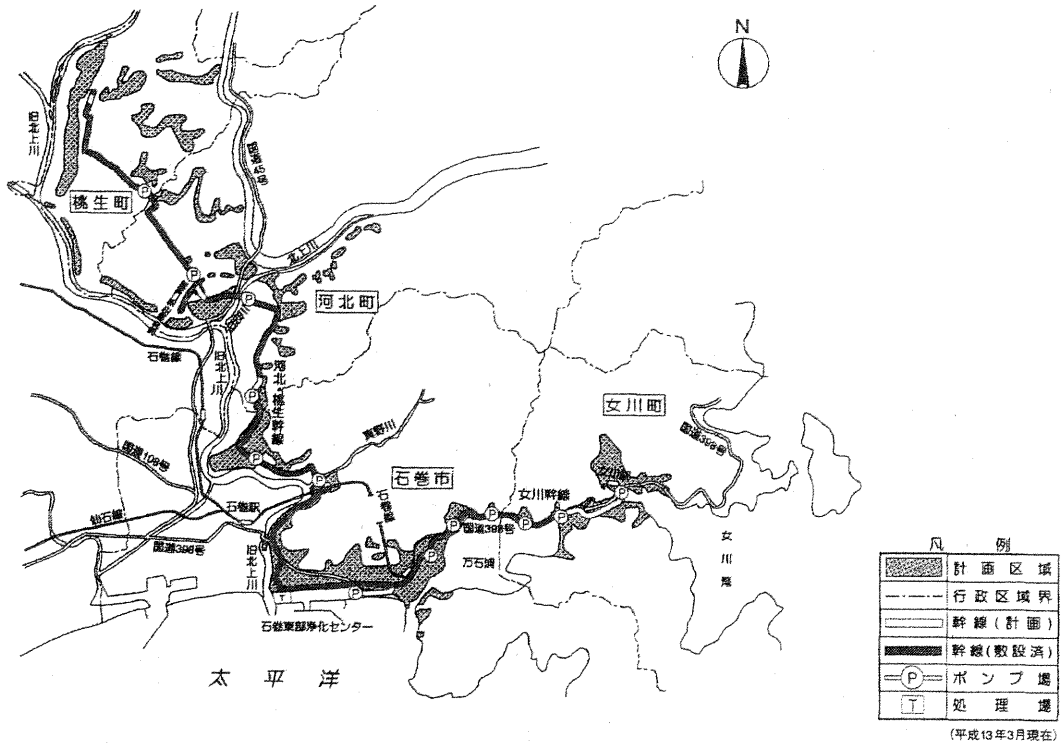 N
旧北上川
国道45号
桃生町
北上川
河北町
石巻線
旧北上川
河北・桃生幹線
女川町
国道398号
真野川
国道108号
石巻市
石巻線
女川幹線
石巻駅
仙石線
国道398号
国道398号
万石浦
旧北上川
女川湾
石巻東部浄化センター
太平洋
P
P
P
P
P
P
P
P
P
P
P
P
P
T
凡例
計画区域
行政区域界
幹線(計画)
幹線(敷設済)
P ポンプ場
T 処理場
(平成13年3月現在)